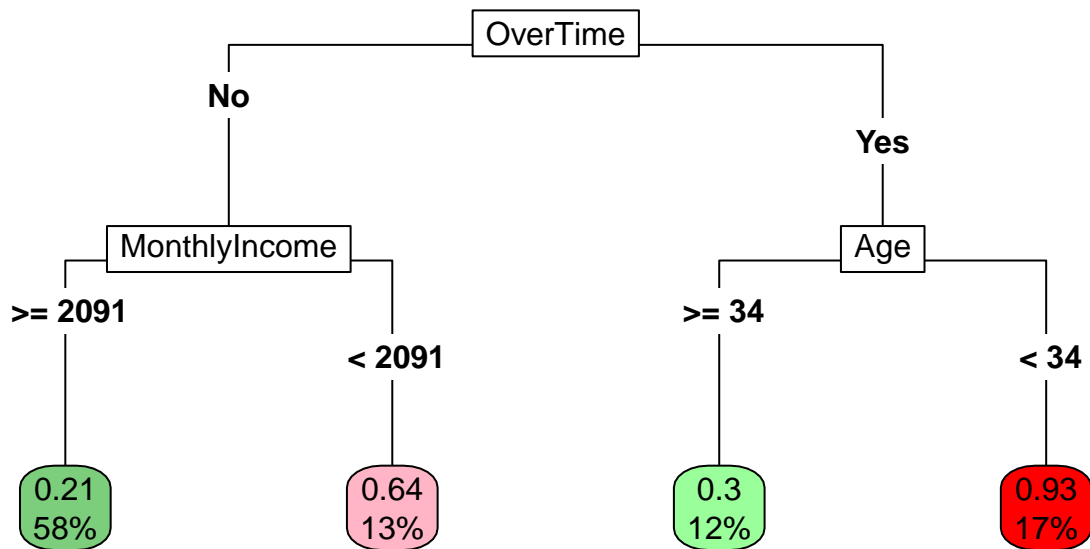 OverTime
No
Yes
MonthlyIncome
Age
>= 2091
>= 34
< 2091
< 34
0.21
58%
0.64
13%
0.3
12%
0.93
17%